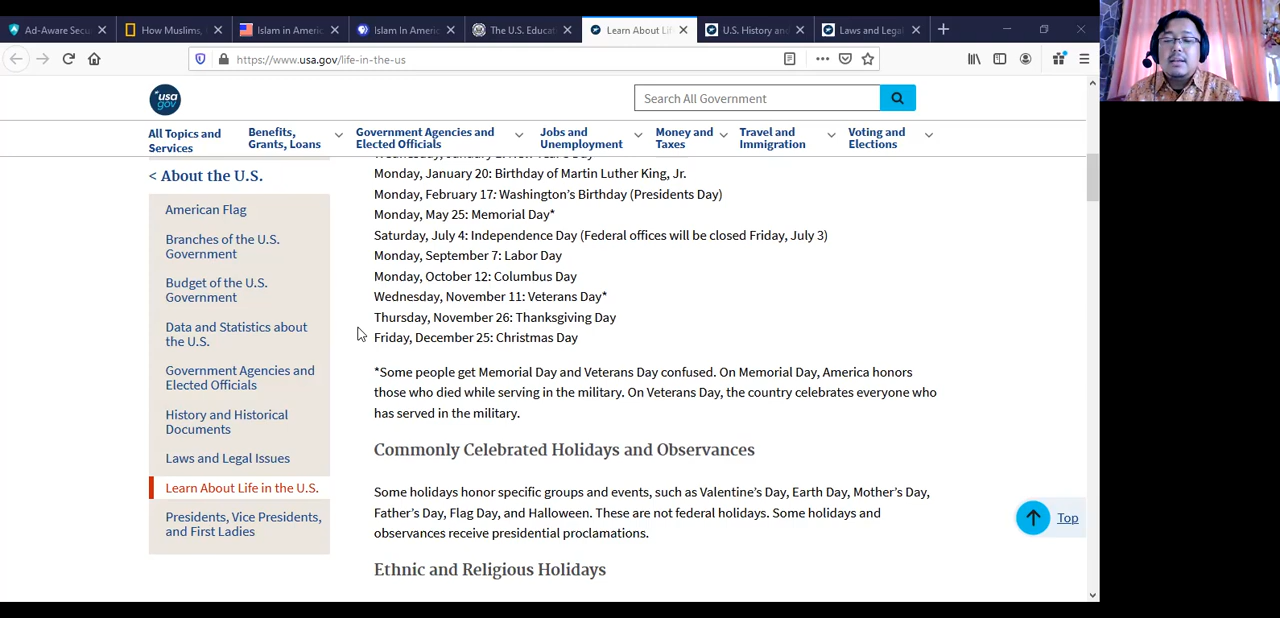 Ad-Aware Secu
How Muslims,
Islam in Americ
Islam In Americ
The U.S. Educat
Learn About Li
U.S. History and
Laws and Legal
https://www.usa.gov/life-in-the-us
usa
gov
Search All Government
All Topics and
Services
Benefits,
Grants, Loans
Government Agencies and
Elected Officials
Jobs and
Unemployment
Money and
Taxes
Travel and
Immigration
Voting and
Elections
< About the U.S.
American Flag
Branches of the U.S.
Government
Budget of the U.S.
Government
Data and Statistics about
the U.S.
Government Agencies and
Elected Officials
History and Historical
Documents
Laws and Legal Issues
Learn About Life in the U.S.
Presidents, Vice Presidents,
and First Ladies
Monday, January 20: Birthday of Martin Luther King, Jr.
Monday, February 17: Washington's Birthday (Presidents Day)
Monday, May 25: Memorial Day*
Saturday, July 4: Independence Day (Federal offices will be closed Friday, July 3)
Monday, September 7: Labor Day
Monday, October 12: Columbus Day
Wednesday, November 11: Veterans Day*
Thursday, November 26: Thanksgiving Day
Friday, December 25: Christmas Day
*Some people get Memorial Day and Veterans Day confused. On Memorial Day, America honors
those who died while serving in the military. On Veterans Day, the country celebrates everyone who
has served in the military.
Commonly Celebrated Holidays and Observances
Some holidays honor specific groups and events, such as Valentine's Day, Earth Day, Mother's Day,
Father's Day, Flag Day, and Halloween. These are not federal holidays. Some holidays and
observances receive presidential proclamations.
Ethnic and Religious Holidays
Top